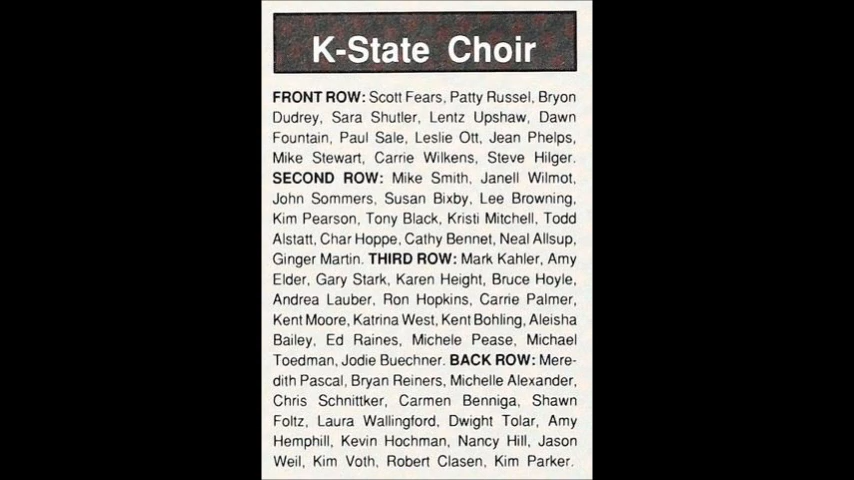 K-State Choir
FRONT ROW: Scott Fears, Patty Russel, Bryon
Dudrey, Sara Shutler, Lentz Upshaw, Dawn
Fountain, Paul Sale, Leslie Ott, Jean Phelps,
Mike Stewart, Carrie Wilkens, Steve Hilger.
SECOND ROW: Mike Smith, Janell Wilmot,
John Sommers, Susan Bixby, Lee Browning,
Kim Pearson, Tony Black, Kristi Mitchell, Todd
Alstatt, Char Hoppe, Cathy Bennet, Neal Allsup,
Ginger Martin. THIRD ROW: Mark Kahler, Amy
Elder, Gary Stark, Karen Height, Bruce Hoyle,
Andrea Lauber, Ron Hopkins, Carrie Palmer,
Kent Moore, Katrina West, Kent Bohling, Aleisha
Bailey, Ed Raines, Michele Pease, Michael
Toedman, Jodie Buechner. BACK ROW: Mere-
dith Pascal, Bryan Reiners, Michelle Alexander,
Chris Schnittker, Carmen Benniga, Shawn
Foltz, Laura Wallingford, Dwight Tolar, Amy
Hemphill, Kevin Hochman, Nancy Hill, Jason
Weil, Kim Voth, Robert Clasen, Kim Parker.